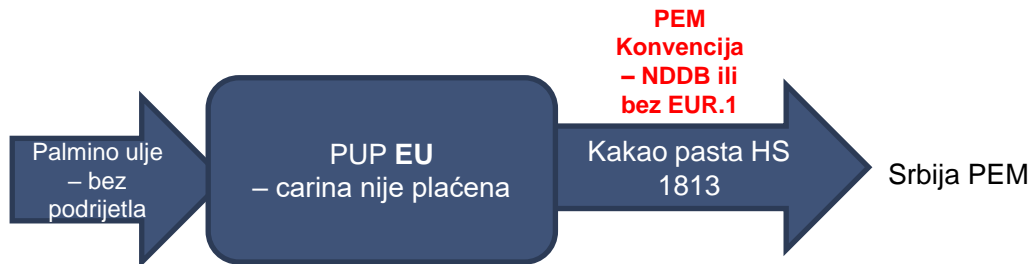 PEM
Konvencija
– NDDB ili
bez EUR.1
Palmino ulje
– bez
podrijetla
PUP EU
– carina nije plaćena
Kakao pasta HS
1813
Srbija PEM